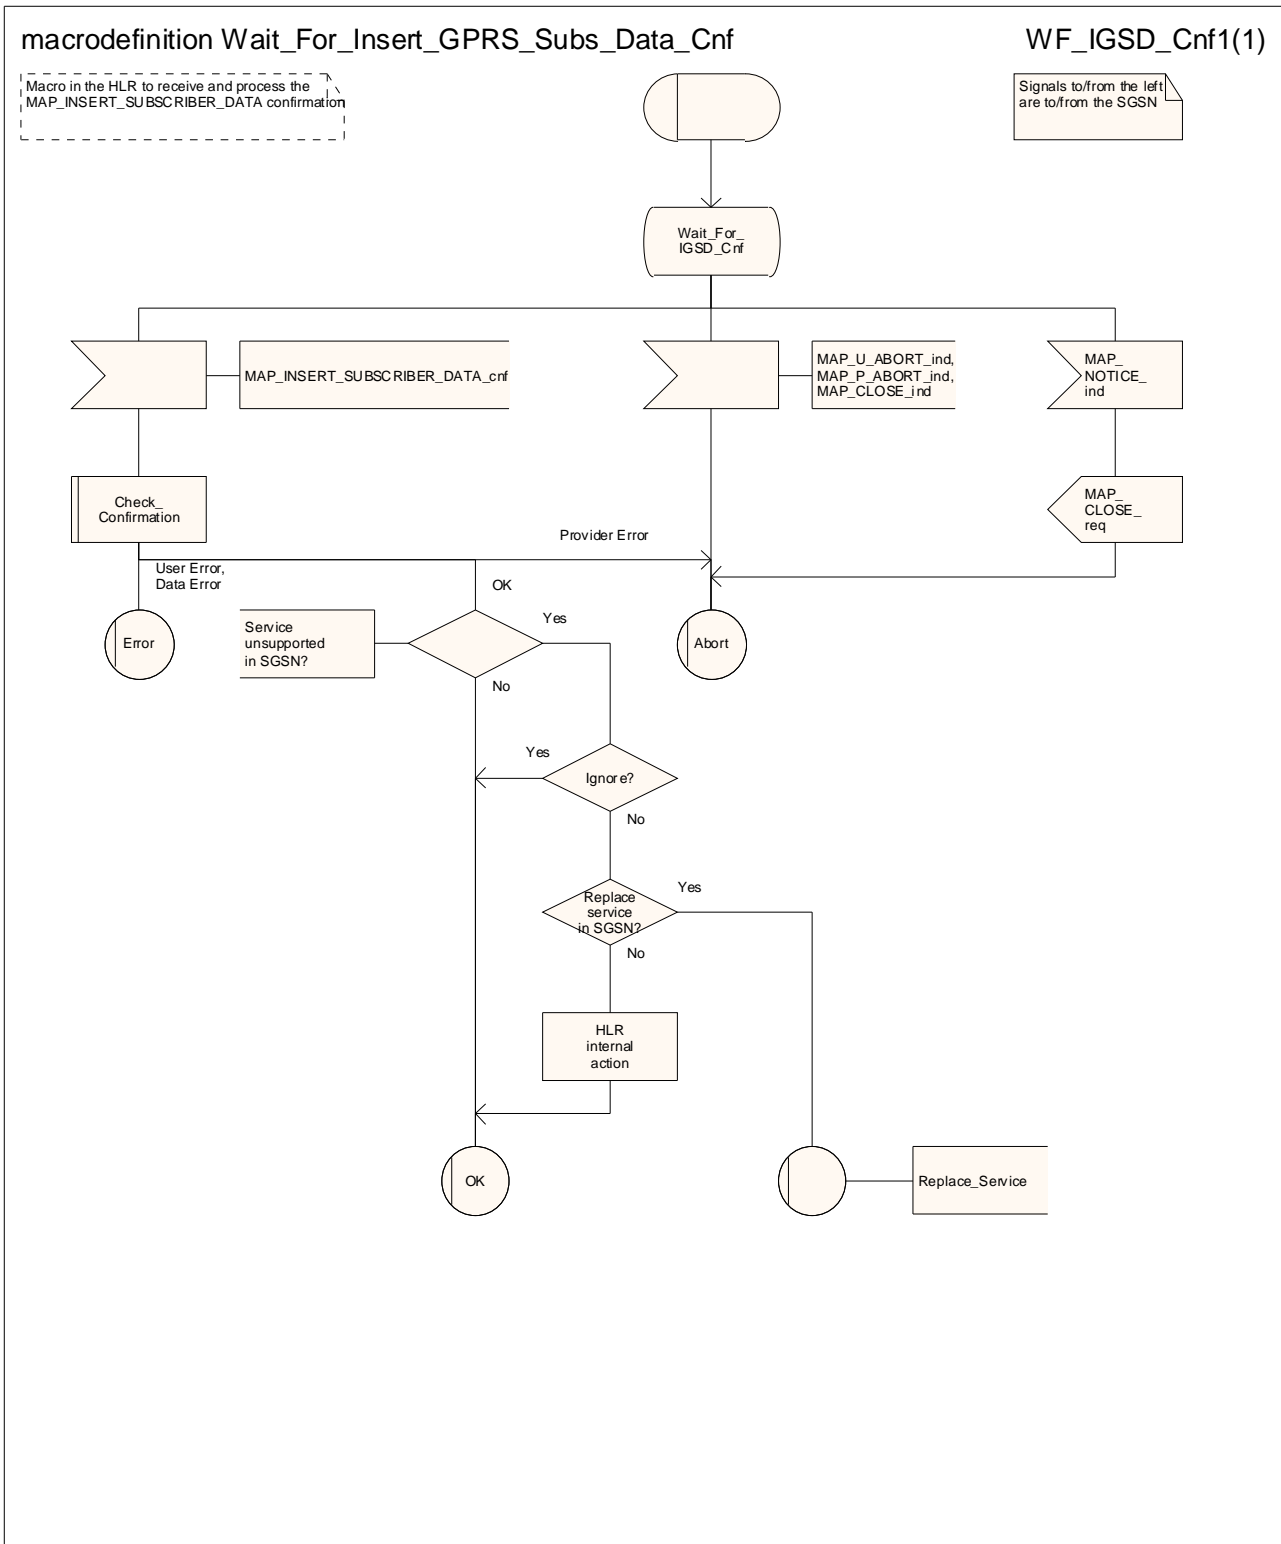 macrodefinition Wait_For_Insert_GPRS_Subs_Data_Cnf
WF_IGSD_Cnf1(1)
Macro in the HLR to receive and process the
MAP_INSERT_SUBSCRIBER_DATA confirmation
Signals to/from the left
are to/from the SGSN
Wait_For_
IGSD_Cnf
MAP_INSERT_SUBSCRIBER_DATA_cnf
MAP_U_ABORT_ind,
MAP_P_ABORT_ind,
MAP_CLOSE_ind
MAP_
NOTICE_
ind
Check_
Confirmation
MAP_
CLOSE_
req
Provider Error
User Error,
Data Error
OK
Error
Service
unsupported
in SGSN?
Yes
Abort
No
Yes
Ignore?
No
Replace
service
in SGSN?
Yes
No
HLR
internal
action
OK
Replace_Service